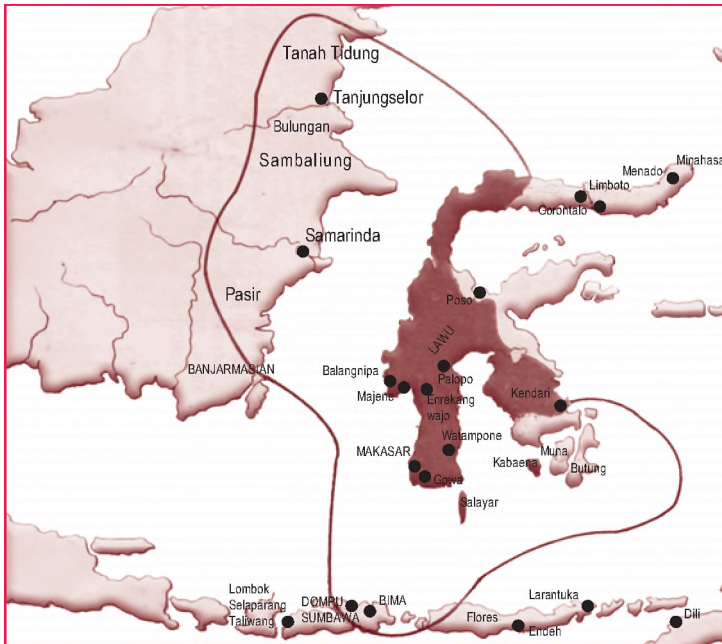 Tanah Tidung
Tanjungselor
Bulungan
Sambaliung
Samarinda
Pasir
BANJARMASIAN
Minahasa
Menado
Limboto
Gorontalo
Poso
LAWU
Palopo
Balangnipa
Majene
Enrekang
wajo
Kendari
Watampone
MAKASAR
Gowa
Muna
Kabaena
Butung
Salayar
Lombok
Selaparang
Taliwang
DOMPU
SUMBAWA
BIMA
Flores
Larantuka
Endeh
Dili